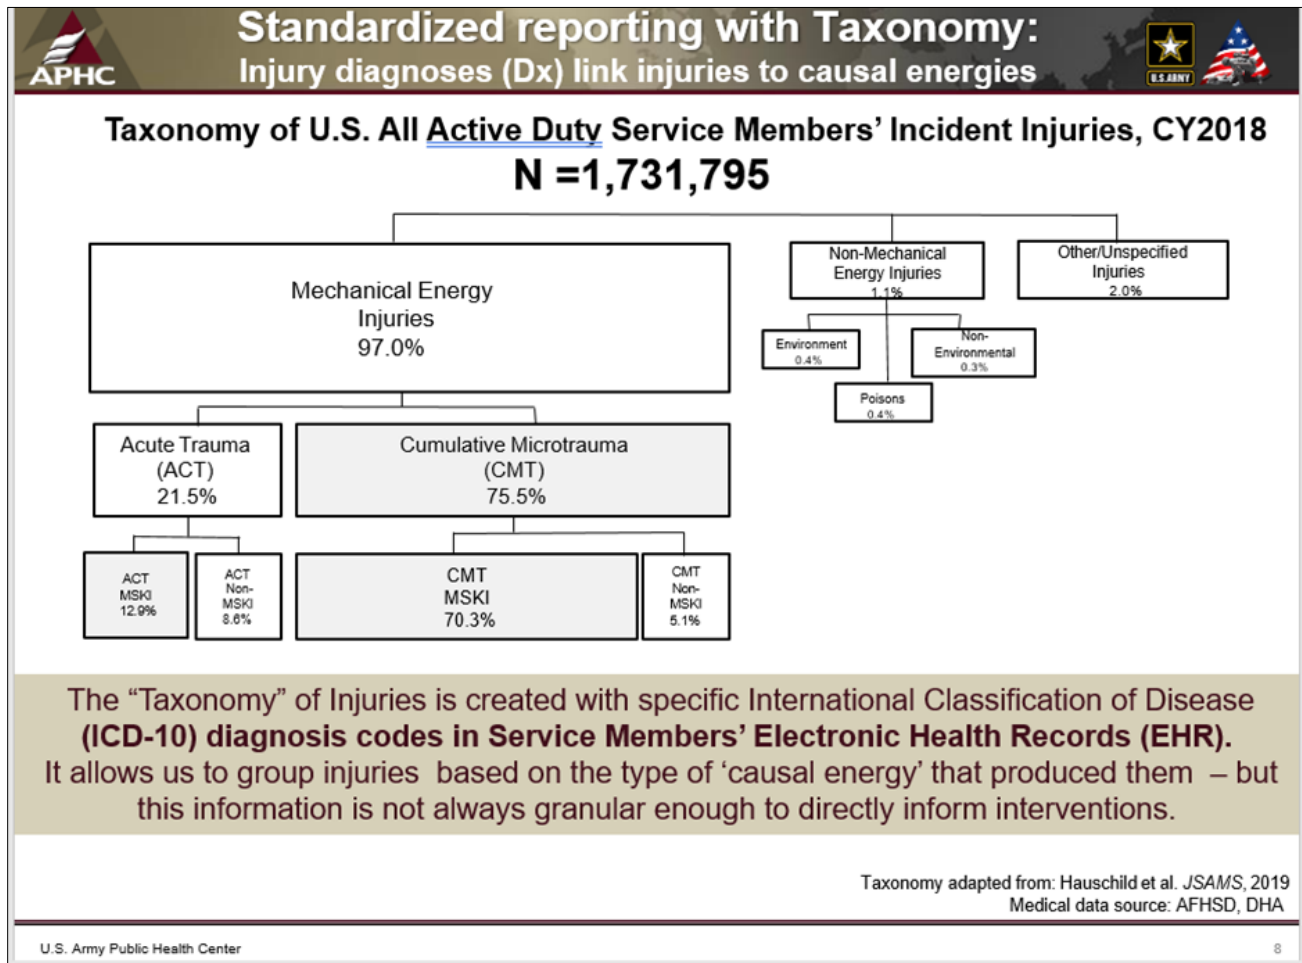 APHC
Standardized reporting with Taxonomy:
Injury diagnoses (Dx) link injuries to causal energies
U.S.ARMY
Taxonomy of U.S. All Active Duty Service Members' Incident Injuries, CY2018
N =1,731,795
Mechanical Energy
Injuries
97.0%
Non-Mechanical
Energy Injuries
1.1%
Other/Unspecified
Injuries
2.0%
Environment
0.4%
Non-
Environmental
0.3%
Poisons
0.4%
Acute Trauma
(ACT)
21.5%
Cumulative Microtrauma
(CMT)
75.5%
ACT
MSKI
12.9%
ACT
Non-
MSKI
8.6%
CMT
MSKI
70.3%
CMT
Non-
MSKI
5.1%
The “Taxonomy” of Injuries is created with specific International Classification of Disease
(ICD-10) diagnosis codes in Service Members’ Electronic Health Records (EHR).
It allows us to group injuries  based on the type of ‘causal energy’ that produced them  – but
this information is not always granular enough to directly inform interventions.
Taxonomy adapted from: Hauschild et al. JSAMS, 2019
Medical data source: AFHSD, DHA
U.S. Army Public Health Center
8